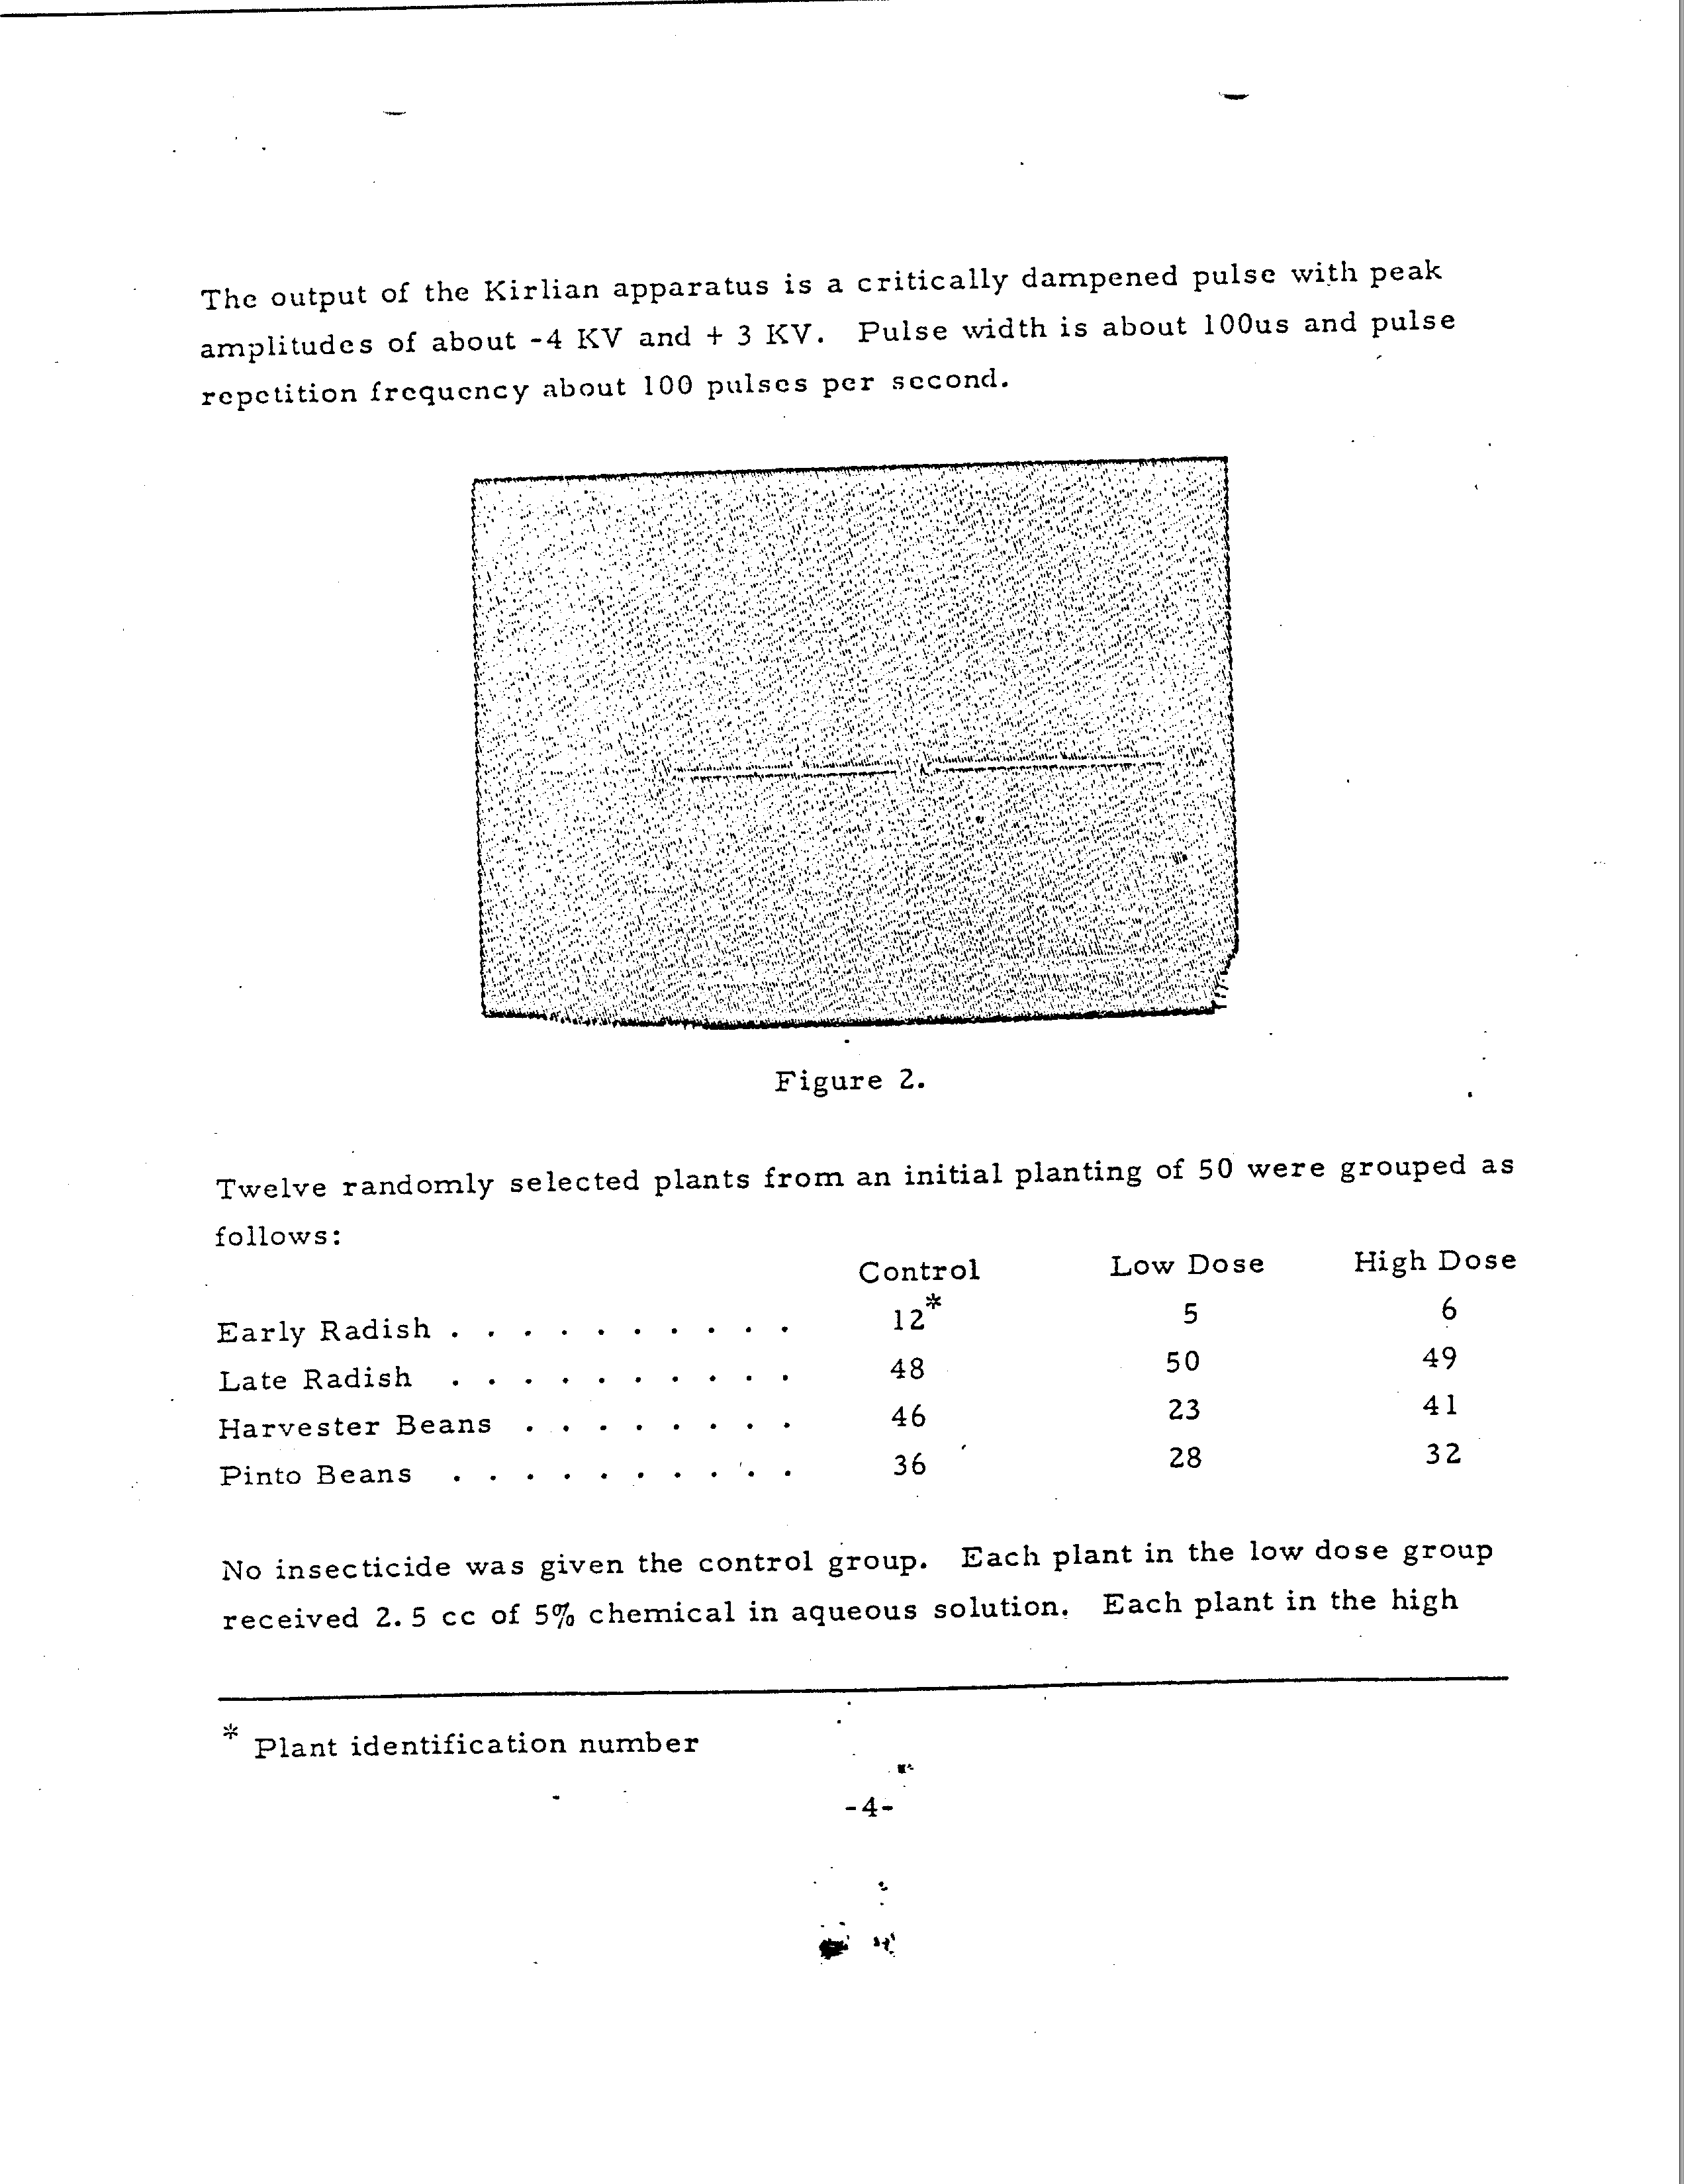 The output of the Kirlian apparatus is a critically dampened pulse with peak
amplitudes of about -4 KV and + 3 KV. Pulse width is about 100us and pulse
repetition frequency about 100 pulses per second.
Figure 2.
Twelve randomly selected plants from an initial planting of 50 were grouped as
follows:
Control Low Dose High Dose
Early Radish . . . . . . . . . . 12* 5 6
Late Radish . . . . . . . . . . 48 50 49
Harvester Beans . . . . . . . . 46 23 41
Pinto Beans . . . . . . . . . . 36 28 32
No insecticide was given the control group. Each plant in the low dose group
received 2.5 cc of 5% chemical in aqueous solution. Each plant in the high
* Plant identification number
-4-